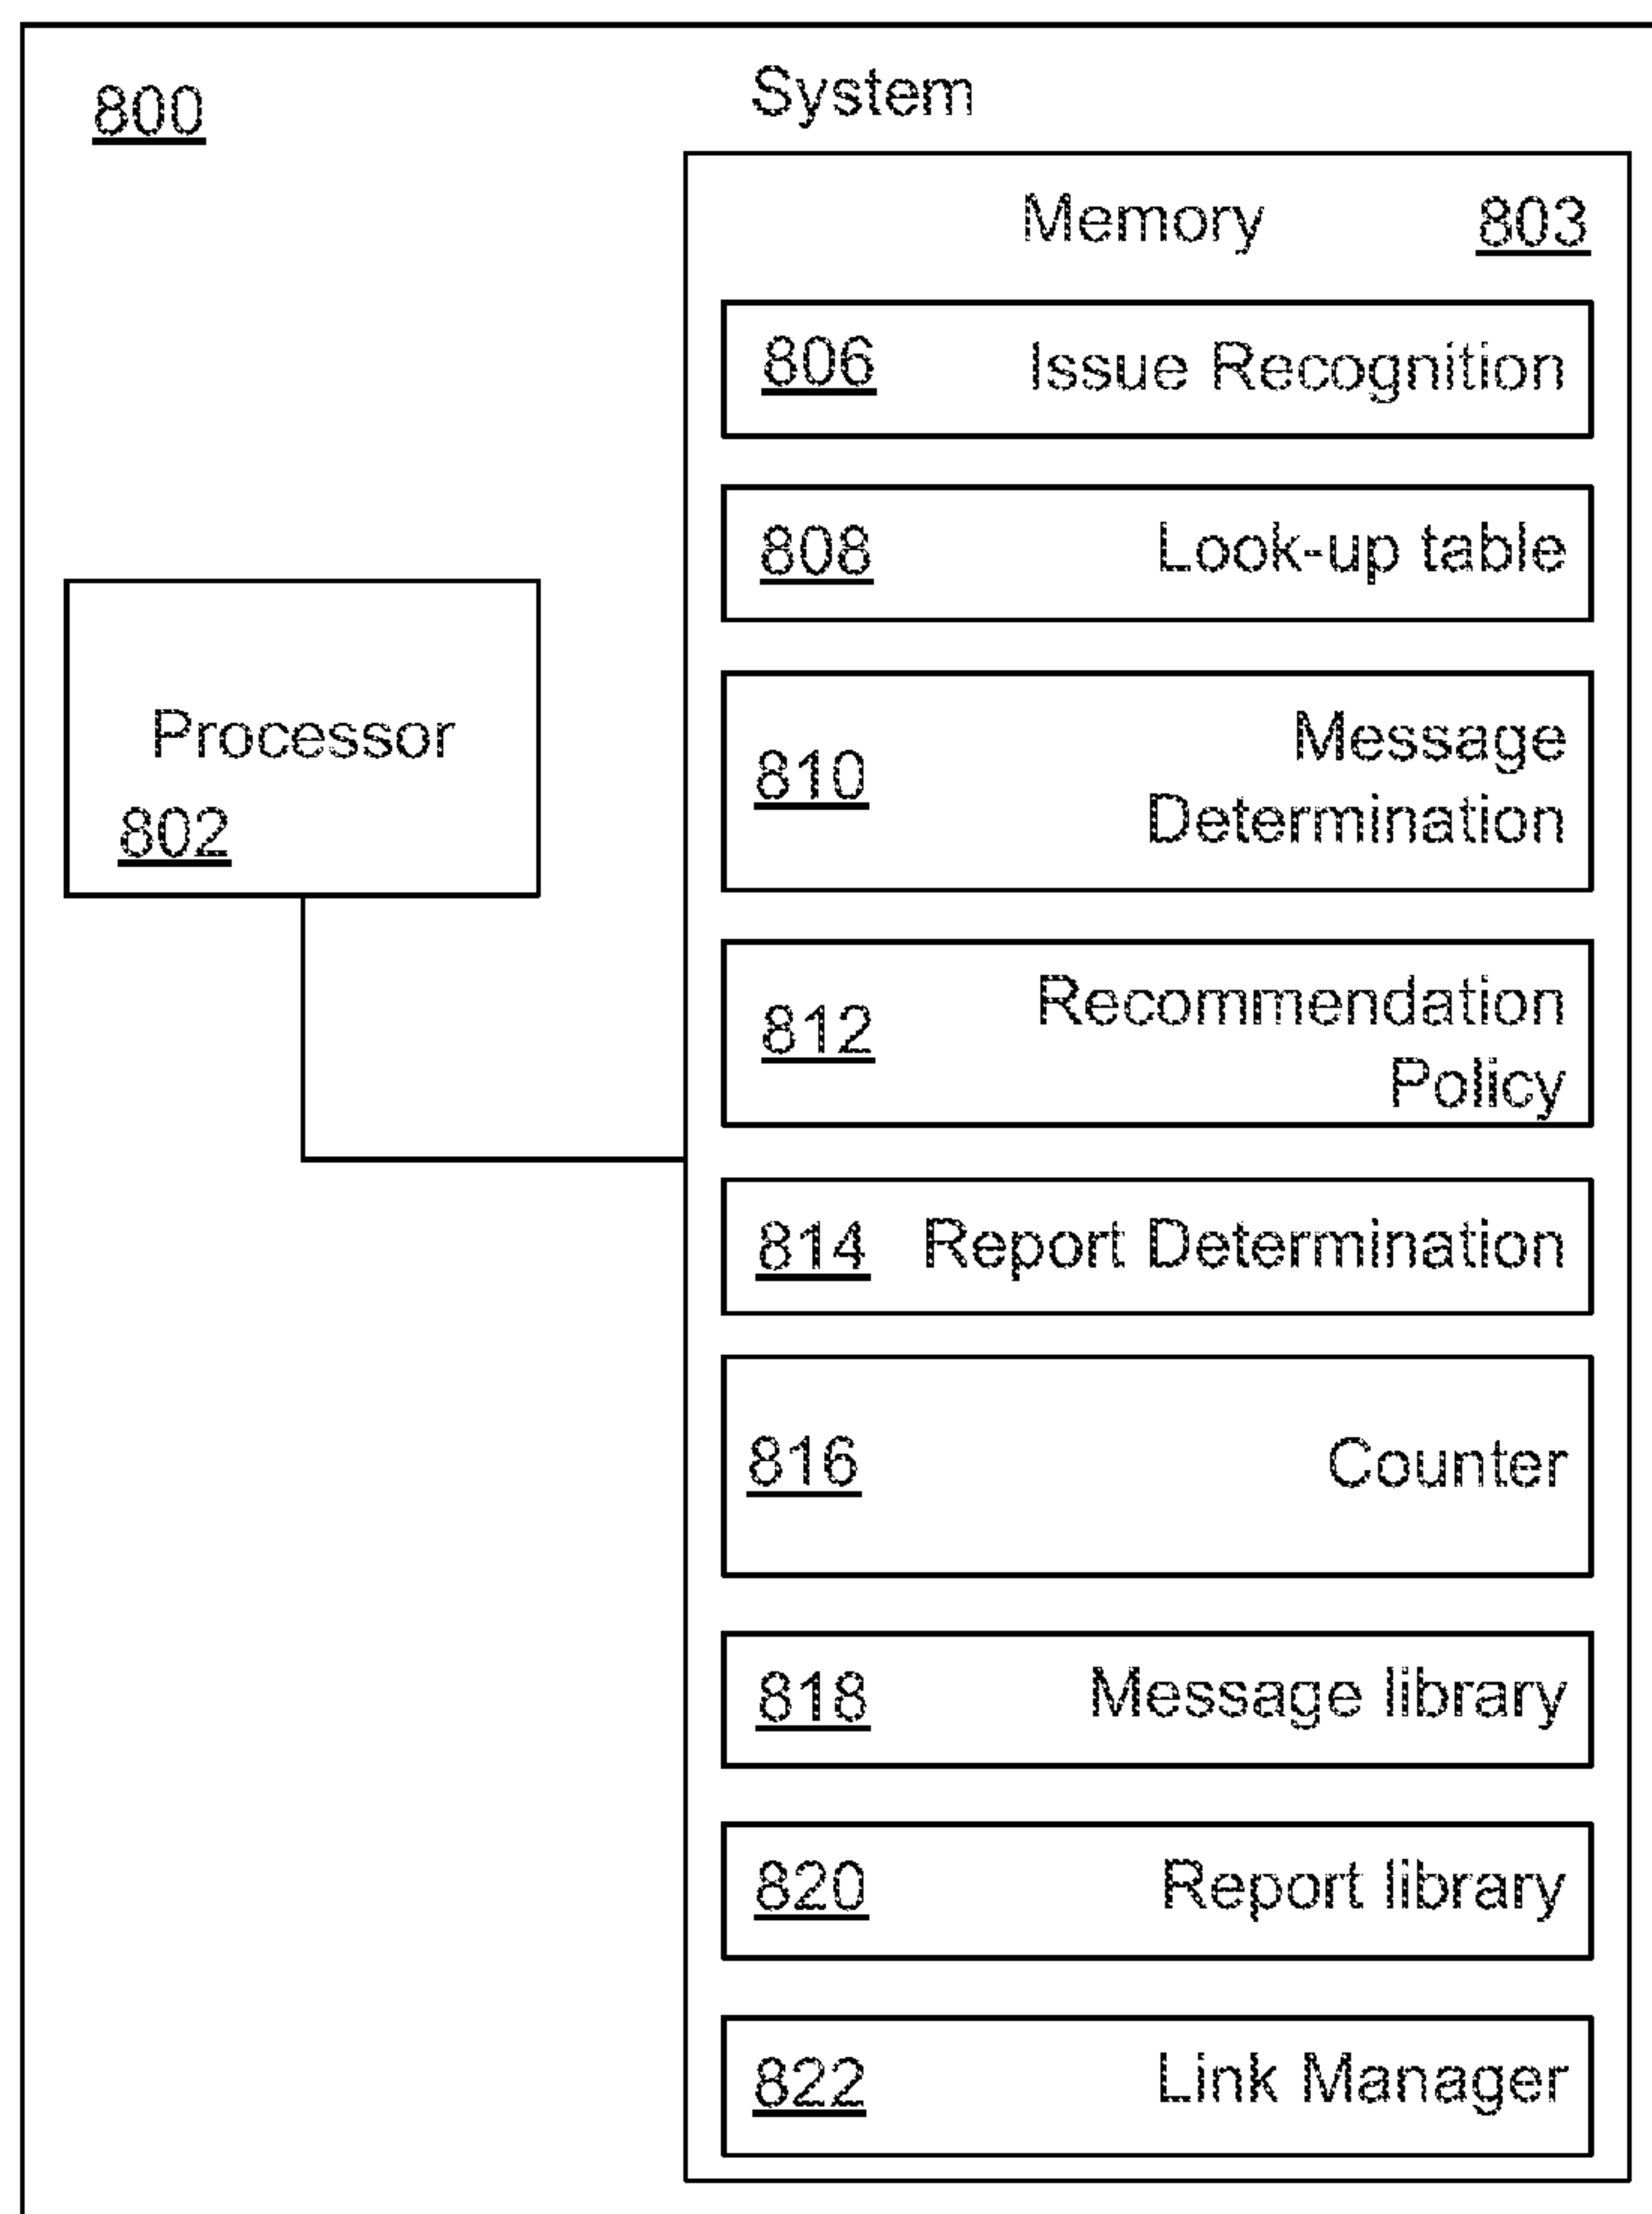 800
System
Memory 803
806 Issue Recognition
808 Look-up table
810 Message
Determination
Processor
802
812 Recommendation
Policy
814 Report Determination
816 Counter
818 Message library
820 Report library
822 Link Manager